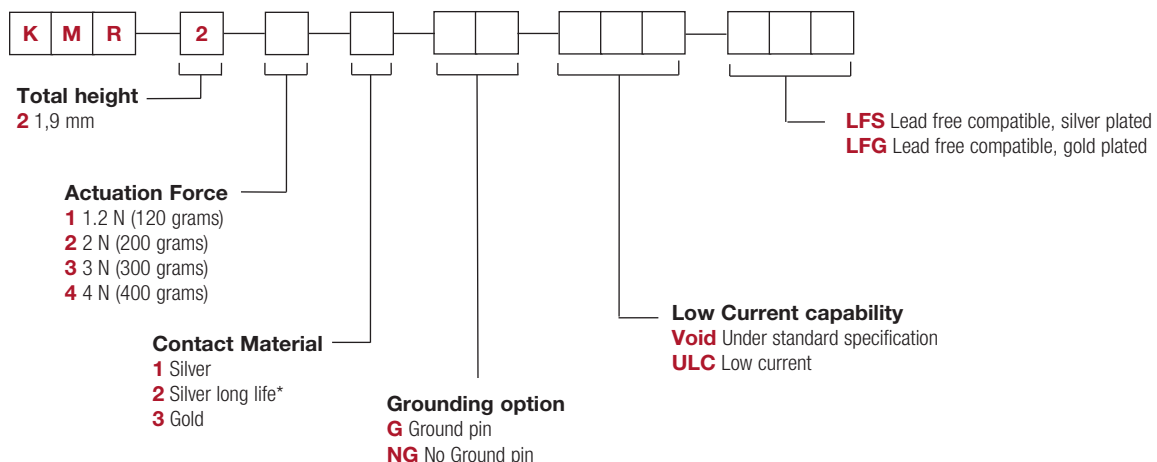 K M R 2
Total height
2 1,9 mm
LFS Lead free compatible, silver plated
LFG Lead free compatible, gold plated
Actuation Force
1 1.2 N (120 grams)
2 2 N (200 grams)
3 3 N (300 grams)
4 4 N (400 grams)
Low Current capability
Void Under standard specification
ULC Low current
Contact Material
1 Silver
2 Silver long life*
3 Gold
Grounding option
G Ground pin
NG No Ground pin